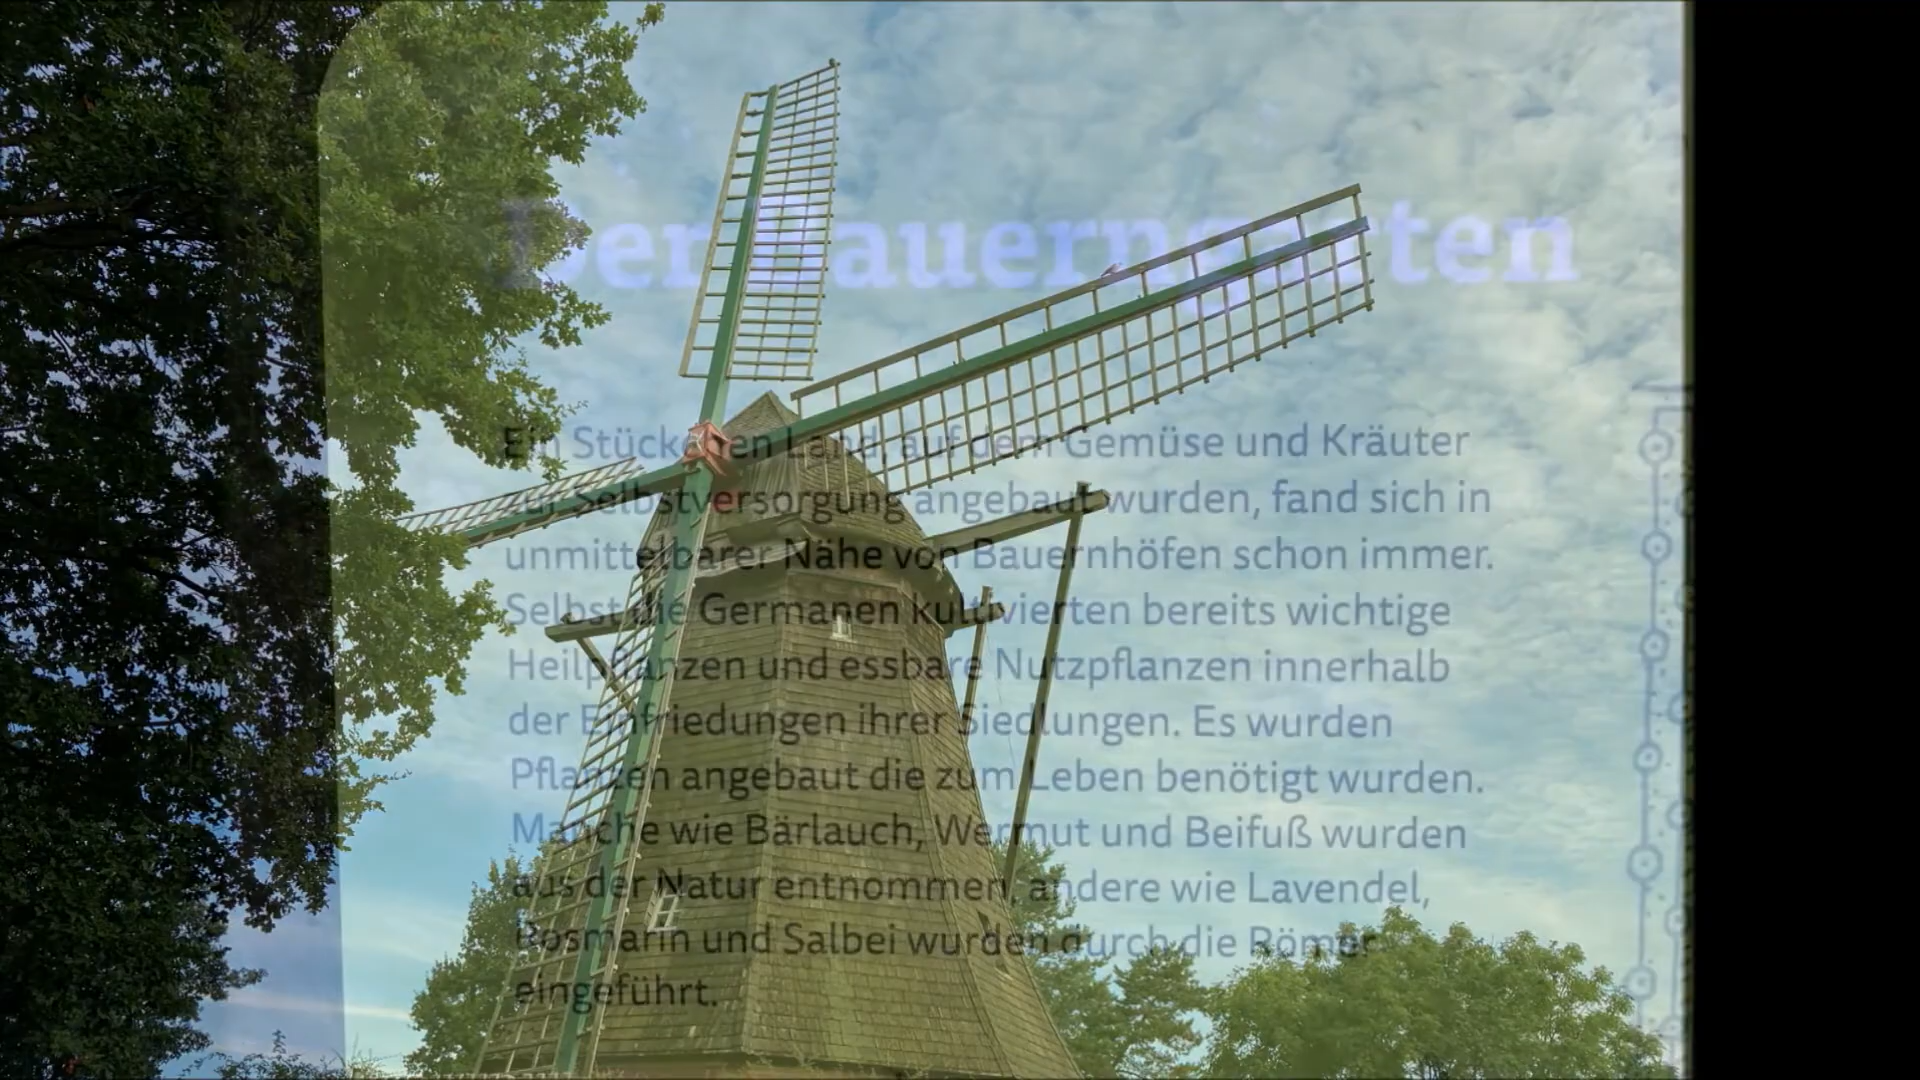 Der Bauerngarten
Ein Stückchen Land, auf dem Gemüse und Kräuter
zur Selbstversorgung angebaut wurden, fand sich in
unmittelbarer Nähe von Bauernhöfen schon immer.
Selbst die Germanen kultivierten bereits wichtige
Heilpflanzen und essbare Nutzpflanzen innerhalb
der Einfriedungen ihrer Siedlungen. Es wurden
Pflanzen angebaut die zum Leben benötigt wurden.
Manche wie Bärlauch, Wermut und Beifuß wurden
aus der Natur entnommen, andere wie Lavendel,
Rosmarin und Salbei wurden durch die Römer
eingeführt.